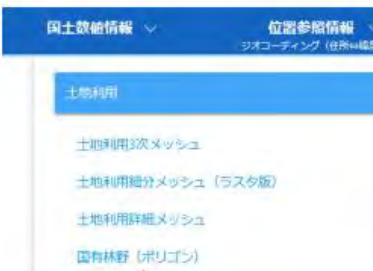 国土数値情報
位置参照情報
ジオコーディング（住所⇔緯
土地利用
土地利用3次メッシュ
土地利用細分メッシュ（ラスタ版）
土地利用詳細メッシュ
国有林野（ポリゴン）